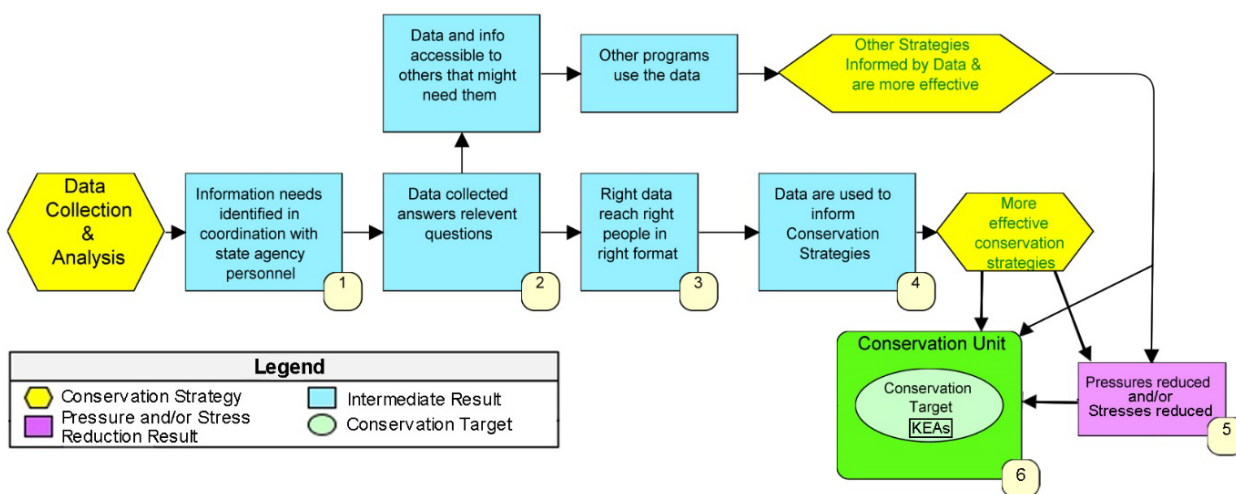 Data and info
accessible to
others that might
need them
Other programs
use the data
Other Strategies
Informed by Data &
are more effective
Data
Collection
&
Analysis
Information needs
identified in
coordination with
state agency
personnel
1
Data collected
answers relevent
questions
2
Right data
reach right
people in
right format
3
Data are used to
inform
Conservation
Strategies
4
More
effective
conservation
strategies
Conservation Unit
Conservation
Target
KEAs
6
Pressures reduced
and/or
Stresses reduced
5
Legend
Conservation Strategy
Pressure and/or Stress
Reduction Result
Intermediate Result
Conservation Target